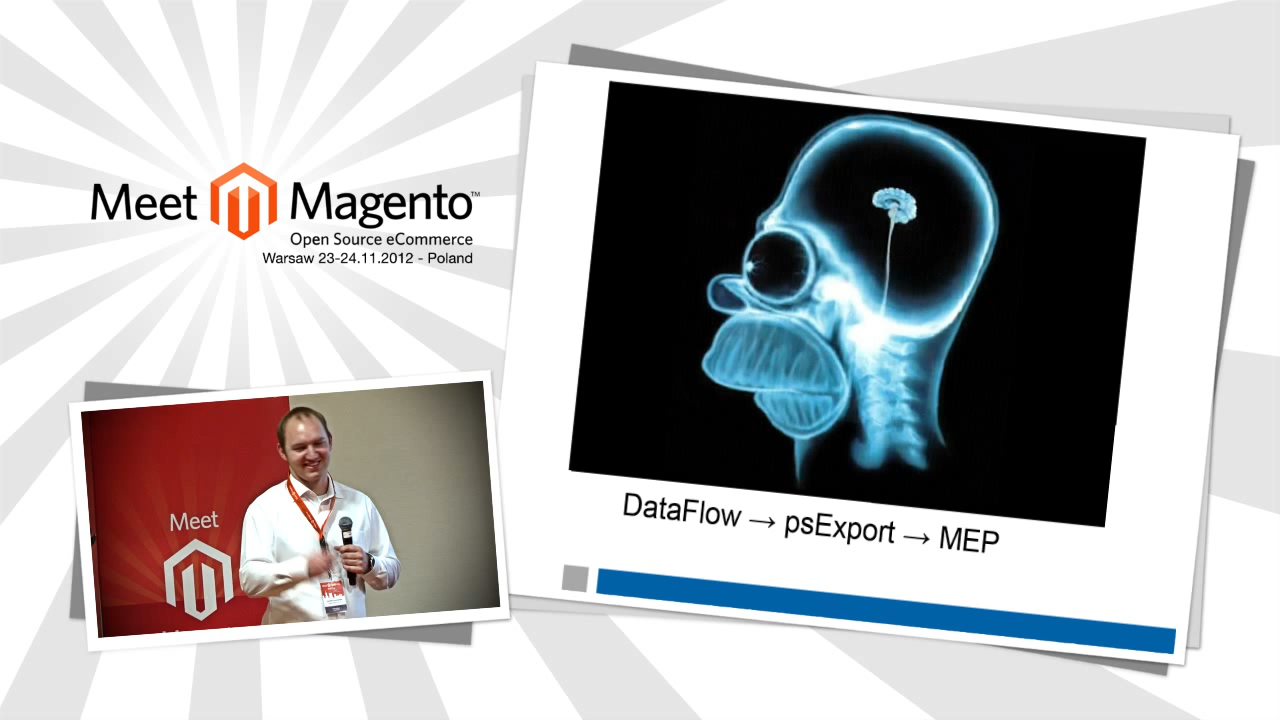 Meet Magento™
Open Source eCommerce
Warsaw 23-24.11.2012 - Poland
DataFlow → psExport → MEP
Meet